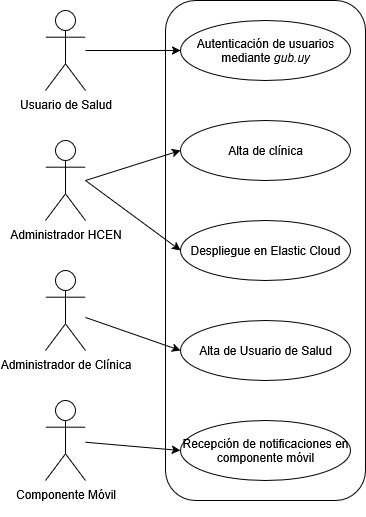 Autenticación de usuarios
mediante gub.uy
Usuario de Salud
Alta de clínica
Administrador HCEN
Despliegue en Elastic Cloud
Alta de Usuario de Salud
Administrador de Clínica
Recepción de notificaciones en
componente móvil
Componente Móvil